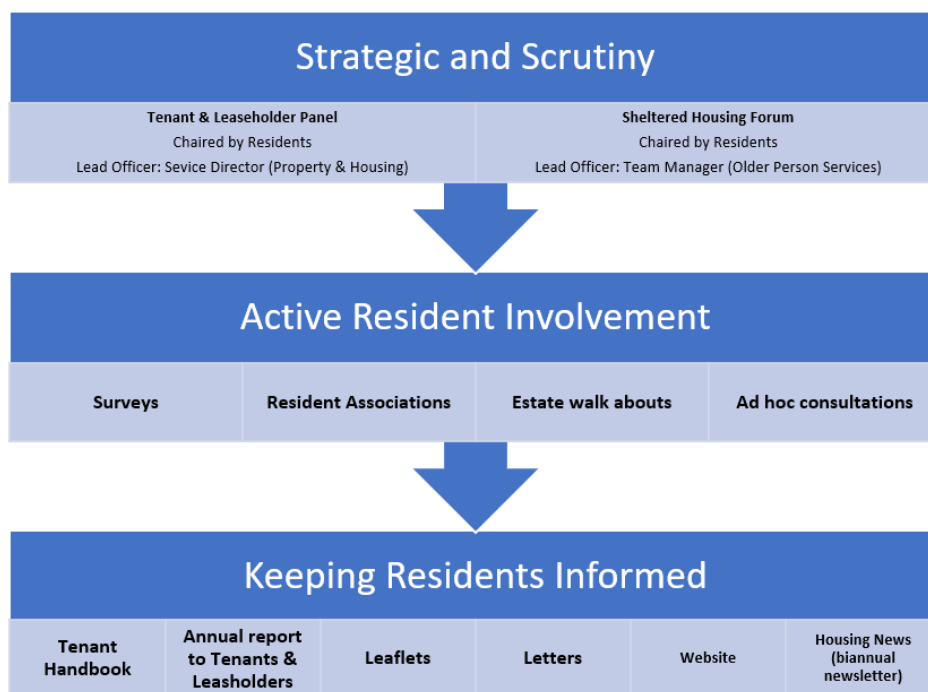 Strategic and Scrutiny
Tenant & Leaseholder Panel
Chaired by Residents
Lead Officer: Sevice Director (Property & Housing)
Sheltered Housing Forum
Chaired by Residents
Lead Officer: Team Manager (Older Person Services)
Active Resident Involvement
Surveys
Resident Associations
Estate walk abouts
Ad hoc consultations
Keeping Residents Informed
Tenant
Handbook
Annual report
to Tenants &
Leasholders
Leaflets
Letters
Website
Housing News
(biannual
newsletter)